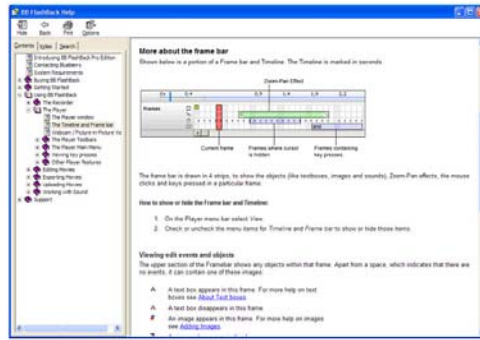 BB FlashBack Help
Hide Back Print Options
Contents Index Search
Introducing BB FlashBack Pro Edition
Contacting Blueberry
System Requirements
Buying BB FlashBack
Getting Started
Using BB FlashBack
The Recorder
The Player
The Player window
The Timeline and Frame bar
Webcam / Picture in Picture
The Player Toolbars
The Player Main Menu
Viewing key presses
Other Player Features
Editing Movies
Exporting Movies
Uploading Movies
Working with Sound
Support
More about the frame bar
Shown below is a portion of a Frame bar and Timeline. The Timeline is marked in seconds
Zoom-Pan Effect
Frames
Current frame
Frames where cursor is hidden
Frames containing key presses
The frame bar is drawn in 4 strips, to show the objects (like textboxes, images and sounds), Zoom-Pan effects, the mouse
clicks and keys pressed in a particular frame.
How to show or hide the Frame bar and Timeline:
1. On the Player menu bar select View.
2. Check or uncheck the menu items for Timeline and Frame bar to show or hide those items.
Viewing edit events and objects
The upper section of the Framebar shows any objects within that frame. Apart from a space, which indicates that there are
no events, it can contain one of these images:
A A text box appears in this frame. For more help on text
boxes see About Text boxes
A A text box disappears in this frame
An image appears in this frame. For more help on images
see Adding Images.